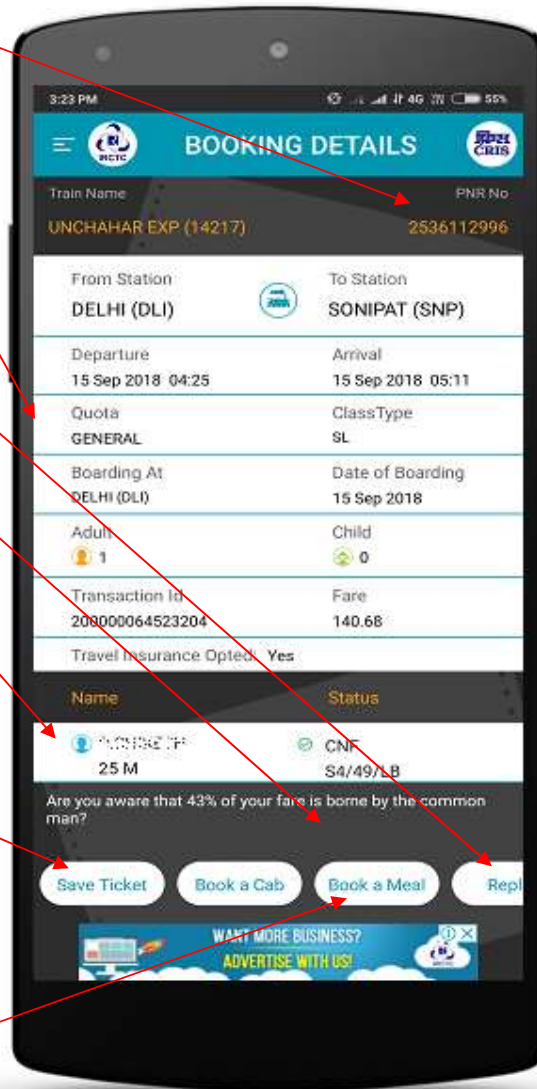 3:23 PM 4G 55%
IRCTC BOOKING DETAILS क्रिस CRIS
Train Name PNR No
UNCHAHAR EXP (14217) 2536112996
From Station To Station
DELHI (DLI) SONIPAT (SNP)
Departure Arrival
15 Sep 2018 04:25 15 Sep 2018 05:11
Quota ClassType
GENERAL SL
Boarding At Date of Boarding
DELHI (DLI) 15 Sep 2018
Adult Child
1 0
Transaction Id Fare
200000064523204 140.68
Travel Insurance Opted: Yes
Name Status
CNF
25 M S4/49/LB
Are you aware that 43% of your fare is borne by the common
man?
Save Ticket Book a Cab Book a Meal Repl
WANT MORE BUSINESS?
ADVERTISE WITH US!